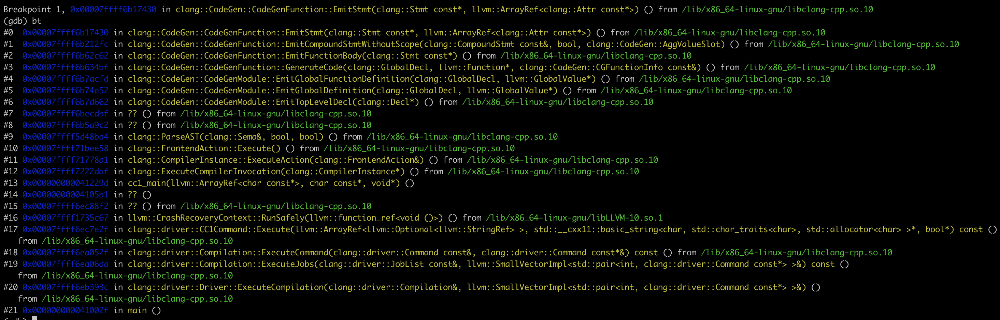 Breakpoint 1, 0x00007ffff6b17430 in clang::CodeGen::CodeGenFunction::EmitStmt(clang::Stmt const*, llvm::ArrayRef<clang::Attr const*>) () from /lib/x86_64-linux-gnu/libclang-cpp.so.10
(gdb) bt
#0  0x00007ffff6b17430 in clang::CodeGen::CodeGenFunction::EmitStmt(clang::Stmt const*, llvm::ArrayRef<clang::Attr const*>) () from /lib/x86_64-linux-gnu/libclang-cpp.so.10
#1  0x00007ffff6b212fc in clang::CodeGen::CodeGenFunction::EmitCompoundStmtWithoutScope(clang::CompoundStmt const&, bool, clang::CodeGen::AggValueSlot) () from /lib/x86_64-linux-gnu/libclang-cpp.so.10
#2  0x00007ffff6b62c62 in clang::CodeGen::CodeGenFunction::EmitFunctionBody(clang::Stmt const*) () from /lib/x86_64-linux-gnu/libclang-cpp.so.10
#3  0x00007ffff6b634bf in clang::CodeGen::CodeGenFunction::GenerateCode(clang::GlobalDecl, llvm::Function*, clang::CodeGen::CGFunctionInfo const&) () from /lib/x86_64-linux-gnu/libclang-cpp.so.10
#4  0x00007ffff6b7acfd in clang::CodeGen::CodeGenModule::EmitGlobalFunctionDefinition(clang::GlobalDecl, llvm::GlobalValue*) () from /lib/x86_64-linux-gnu/libclang-cpp.so.10
#5  0x00007ffff6b74e52 in clang::CodeGen::CodeGenModule::EmitGlobalDefinition(clang::GlobalDecl, llvm::GlobalValue*) () from /lib/x86_64-linux-gnu/libclang-cpp.so.10
#6  0x00007ffff6b7d662 in clang::CodeGen::CodeGenModule::EmitTopLevelDecl(clang::Decl*) () from /lib/x86_64-linux-gnu/libclang-cpp.so.10
#7  0x00007ffff6becdbf in ?? () from /lib/x86_64-linux-gnu/libclang-cpp.so.10
#8  0x00007ffff6b5a9c2 in ?? () from /lib/x86_64-linux-gnu/libclang-cpp.so.10
#9  0x00007ffff5d48ba4 in clang::ParseAST(clang::Sema&, bool, bool) () from /lib/x86_64-linux-gnu/libclang-cpp.so.10
#10 0x00007ffff71bee58 in clang::FrontendAction::Execute() () from /lib/x86_64-linux-gnu/libclang-cpp.so.10
#11 0x00007ffff71778a1 in clang::CompilerInstance::ExecuteAction(clang::FrontendAction&) () from /lib/x86_64-linux-gnu/libclang-cpp.so.10
#12 0x00007ffff7222daf in clang::ExecuteCompilerInvocation(clang::CompilerInstance*) () from /lib/x86_64-linux-gnu/libclang-cpp.so.10
#13 0x000000000041229d in cc1_main(llvm::ArrayRef<char const*>, char const*, void*) ()
#14 0x00000000004105b1 in ?? ()
#15 0x00007ffff6ec88f2 in ?? () from /lib/x86_64-linux-gnu/libclang-cpp.so.10
#16 0x00007ffff1735c67 in llvm::CrashRecoveryContext::RunSafely(llvm::function_ref<void ()>) () from /lib/x86_64-linux-gnu/libLLVM-10.so.1
#17 0x00007ffff6ec7e2f in clang::driver::CC1Command::Execute(llvm::ArrayRef<llvm::Optional<llvm::StringRef> >, std::__cxx11::basic_string<char, std::char_traits<char>, std::allocator<char> >*, bool*) const ()
   from /lib/x86_64-linux-gnu/libclang-cpp.so.10
#18 0x00007ffff6ea052f in clang::driver::Compilation::ExecuteCommand(clang::driver::Command const&, clang::driver::Command const*&) const () from /lib/x86_64-linux-gnu/libclang-cpp.so.10
#19 0x00007ffff6ea06da in clang::driver::Compilation::ExecuteJobs(clang::driver::JobList const&, llvm::SmallVectorImpl<std::pair<int, clang::driver::Command const*> >&) const ()
   from /lib/x86_64-linux-gnu/libclang-cpp.so.10
#20 0x00007ffff6eb393c in clang::driver::Driver::ExecuteCompilation(clang::driver::Compilation&, llvm::SmallVectorImpl<std::pair<int, clang::driver::Command const*> >&) ()
   from /lib/x86_64-linux-gnu/libclang-cpp.so.10
#21 0x000000000041002f in main ()